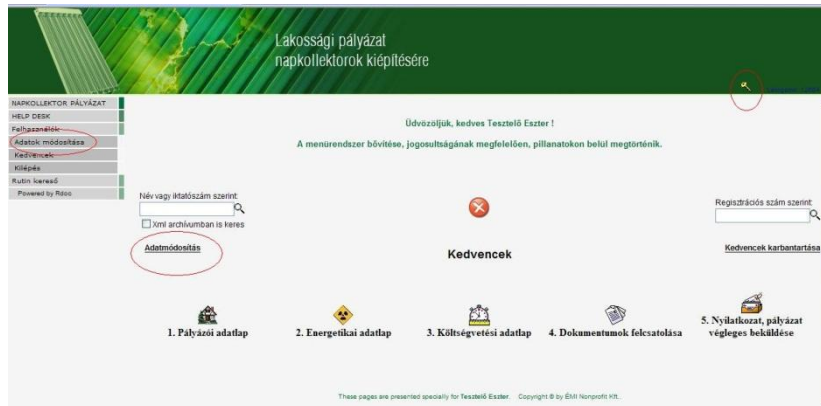 Lakossági pályázat
napkollektorok kiépítésére
NAPKOLLEKTOR PÁLYÁZAT
HELP DESK
Felhasználók
Adatok módosítása
Kedvencek
Kilépés
Rutin kereső
Powered by Rdoc
Üdvözöljük, kedves Tesztelő Eszter !
A menürendszer bővítése, jogosultságának megfelelően, pillanatokon belül megtörténik.
Név vagy iktatószám szerint:
Xml archívumban is keres
Adatmódosítás
Regisztrációs szám szerint:
Kedvencek
Kedvencek karbantartása
1. Pályázói adatlap
2. Energetikai adatlap
3. Költségvetési adatlap
4. Dokumentumok felcsatolása
5. Nyilatkozat, pályázat
végleges beküldése
These pages are presented specially for Tesztelő Eszter. Copyright © by ÉMI Nonprofit Kft.